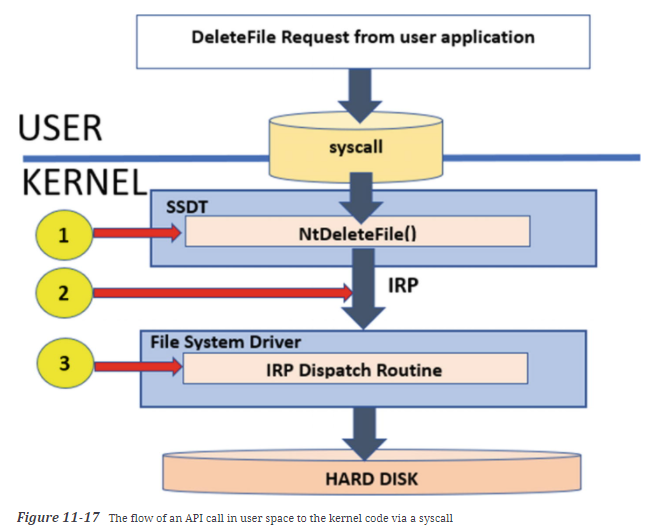 DeleteFile Request from user application
USER
syscall
KERNEL
SSDT
1
NtDeleteFile()
2
IRP
File System Driver
3
IRP Dispatch Routine
HARD DISK
Figure 11-17 The flow of an API call in user space to the kernel code via a syscall